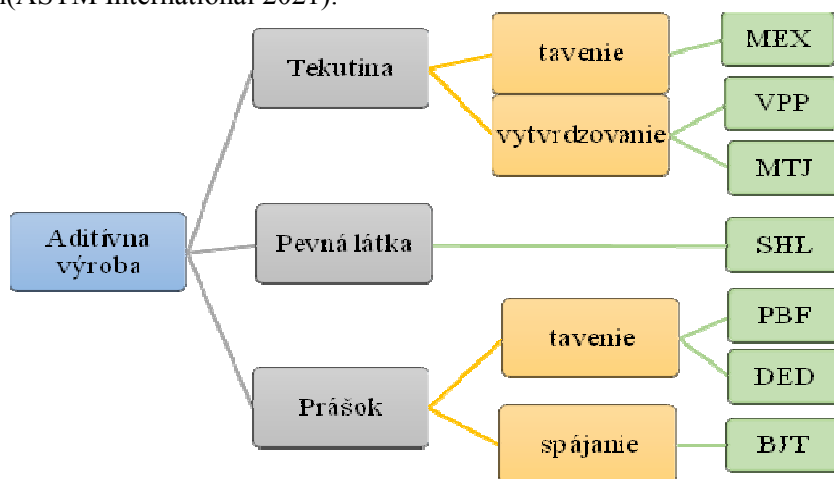 (ASTM International 2021).
Tekutina
tavenie
MEX
vytvrdzovanie
VPP
MTJ
Aditívna
výroba
Pevná látka
SHL
Prášok
tavenie
PBF
DED
spájanie
BJT